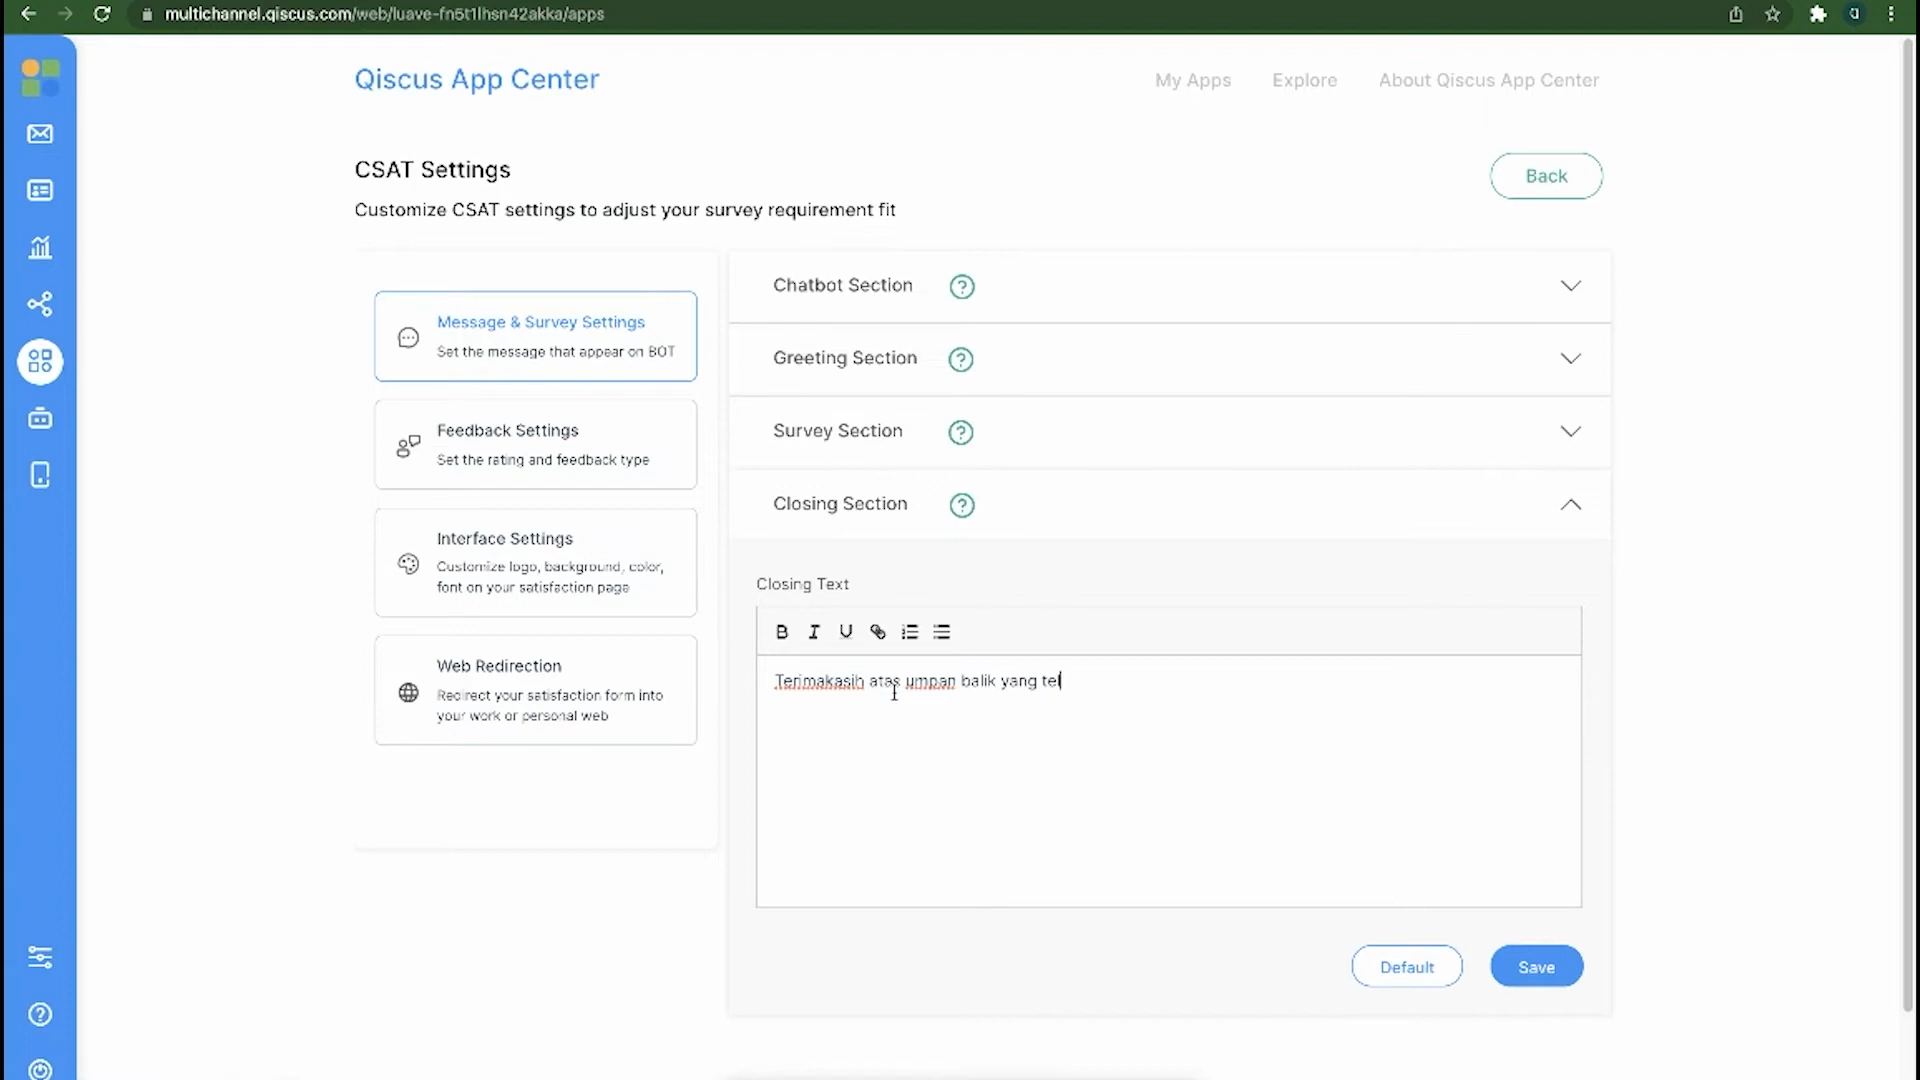 multichannel.qiscus.com/web/luave-fn5t1lhsn42akka/apps
Qiscus App Center
My Apps
Explore
About Qiscus App Center
CSAT Settings
Customize CSAT settings to adjust your survey requirement fit
Back
Message & Survey Settings
Set the message that appear on BOT
Feedback Settings
Set the rating and feedback type
Interface Settings
Customize logo, background, color,
font on your satisfaction page
Web Redirection
Redirect your satisfaction form into
your work or personal web
Chatbot Section
Greeting Section
Survey Section
Closing Section
Closing Text
B I U
Terimakasih atas umpan balik yang tel
Default
Save